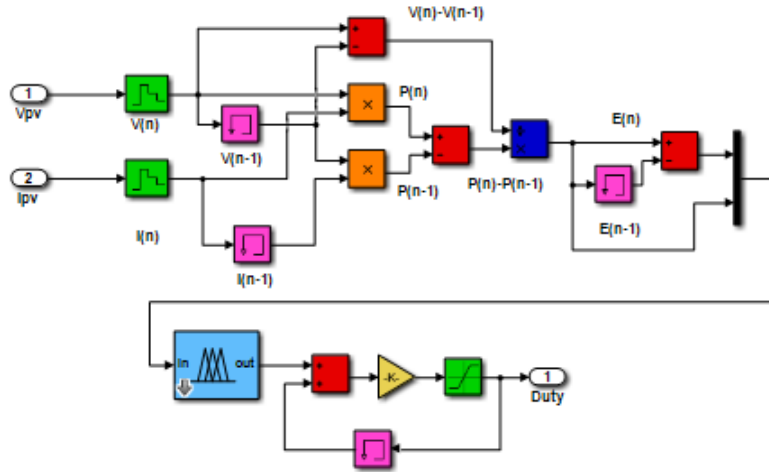 V(n)-V(n-1)
1
Vpv
V(n)
P(n)
V(n-1)
E(n)
2
Ipv
P(n-1)
P(n)-P(n-1)
I(n)
E(n-1)
I(n-1)
In
out
-K-
1
Duty